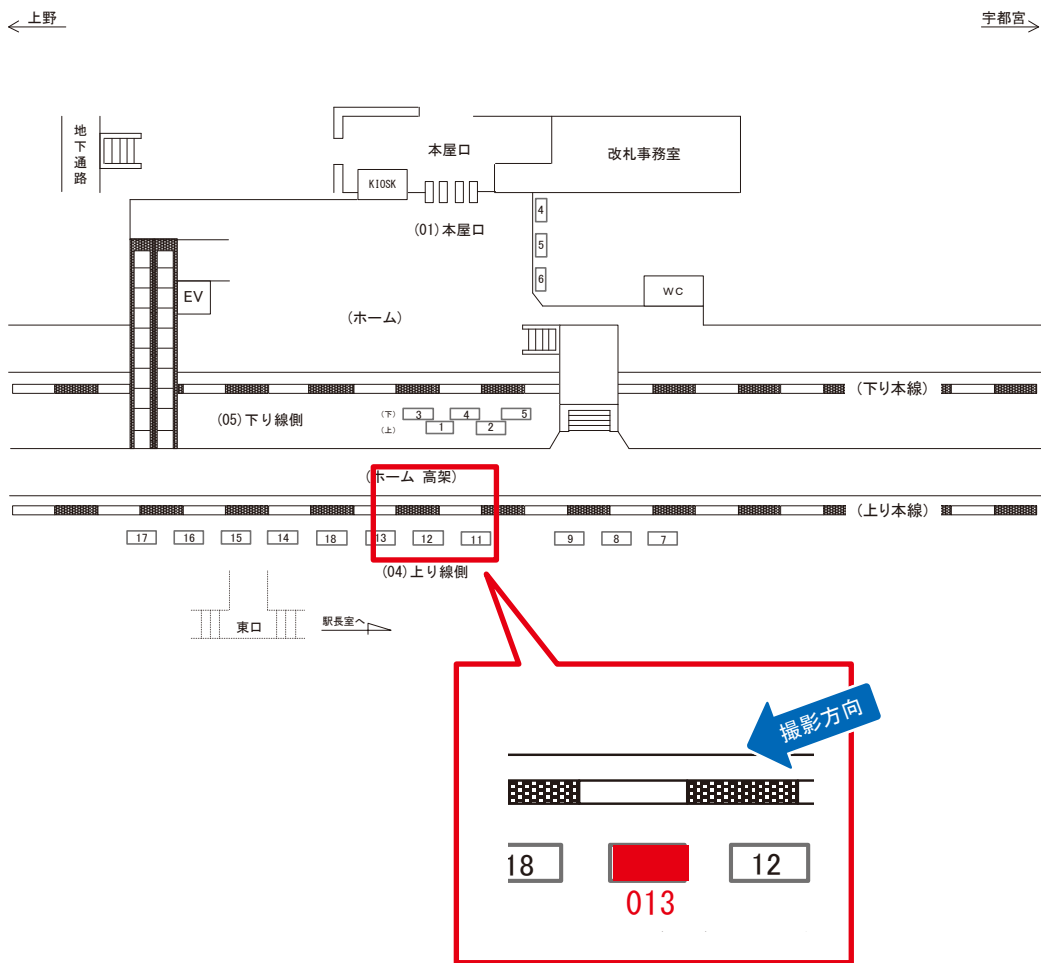 上野
宇都宮
地下通路
本屋口
改札事務室
KIOSK
(01)本屋口
4
5
6
EV
WC
(ホーム)
(下り本線)
(05)下り線側
(下) 3 4 5
(上) 1 2
(ホーム 高架)
(上り本線)
17 16 15 14 18 13 12 11 9 8 7
(04)上り線側
東口
駅長室へ
撮影方向
18 12
013